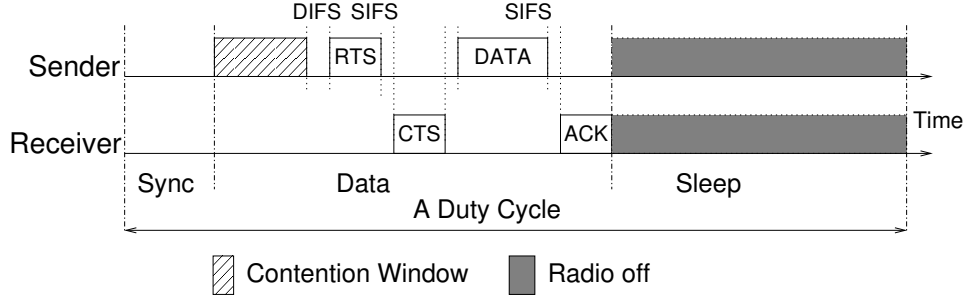 DIFS SIFS SIFS
Sender RTS DATA
Receiver CTS ACK Time
Sync Data Sleep
A Duty Cycle
Contention Window Radio off